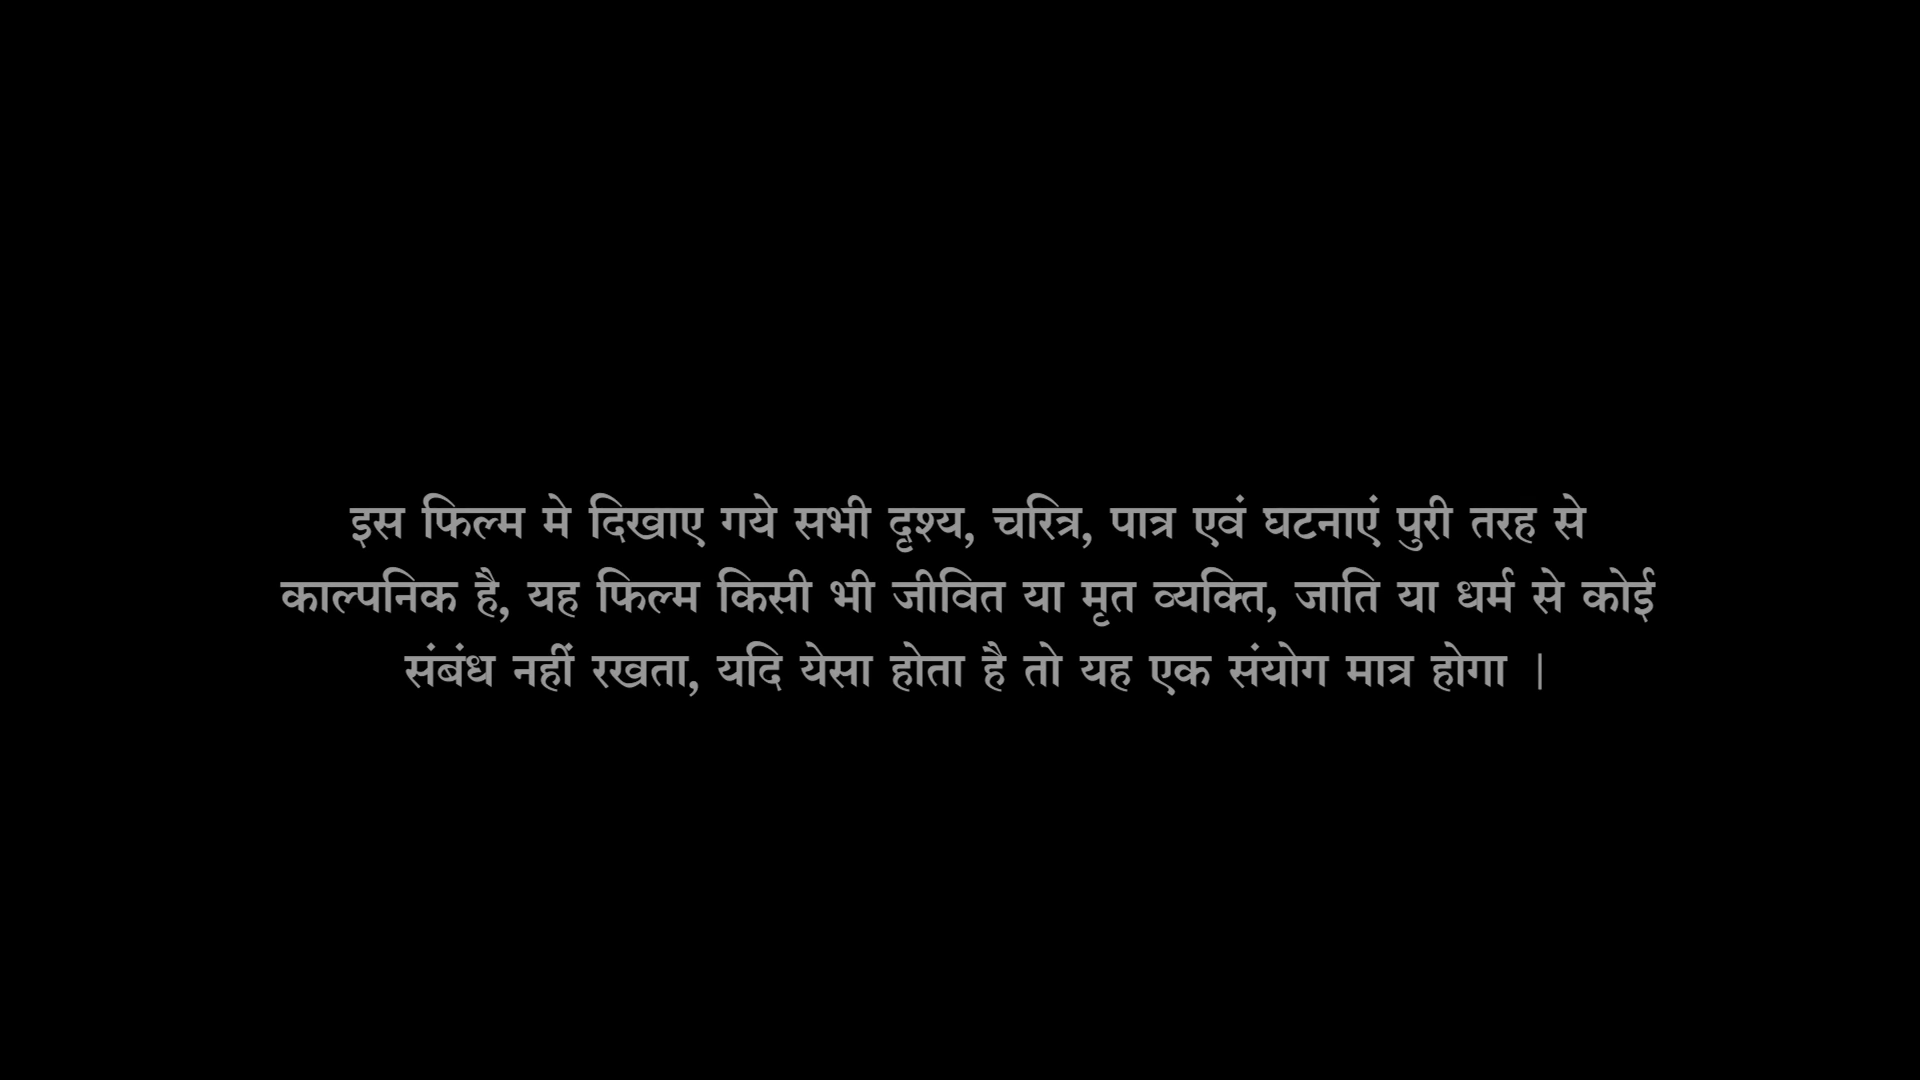 इस फिल्म मे दिखाए गये सभी दृश्य, चरित्र, पात्र एवं घटनाएं पुरी तरह से
काल्पनिक है, यह फिल्म किसी भी जीवित या मृत व्यक्ति, जाति या धर्म से कोई
संबंध नहीं रखता, यदि येसा होता है तो यह एक संयोग मात्र होगा |